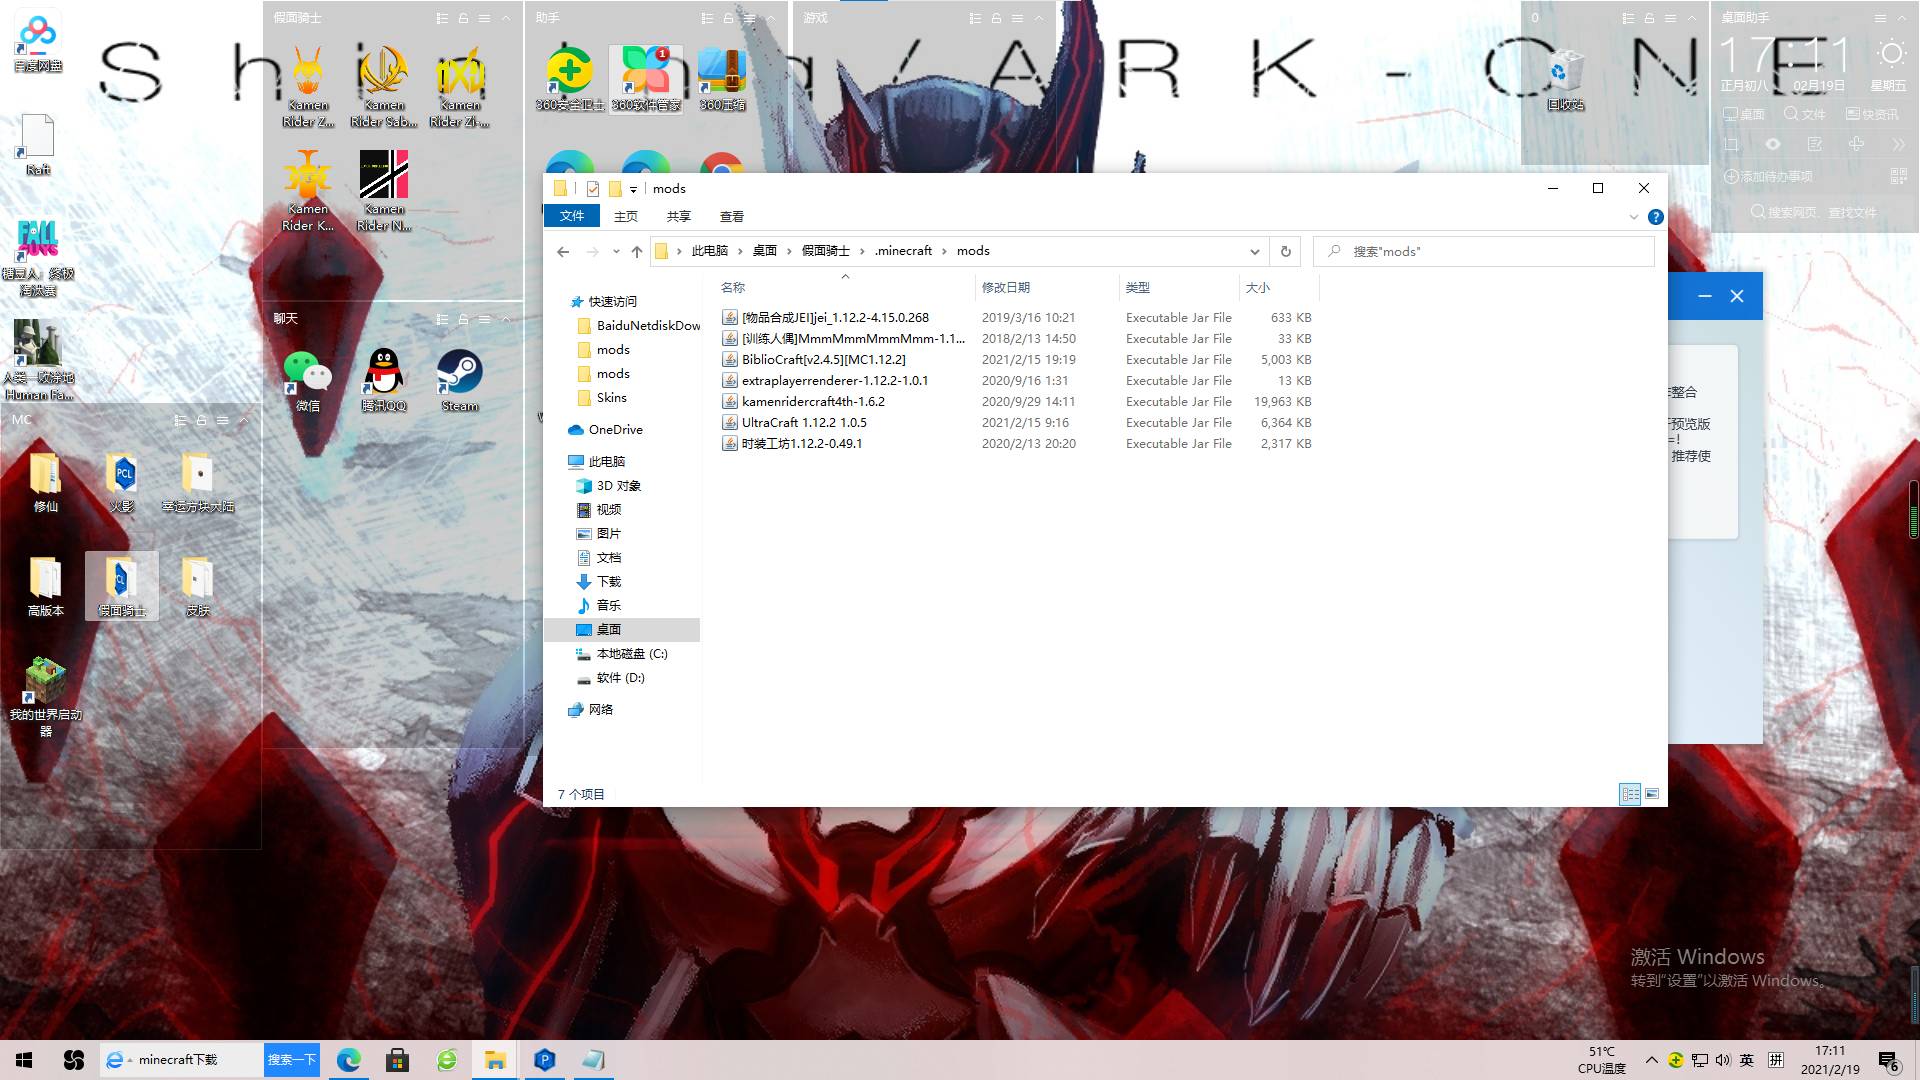 百度网盘
Raft
糖豆人：终极
淘汰赛
人类一败涂地
Human Fa...
假面骑士
Kamen
Rider Z...
Kamen
Rider Sab...
Kamen
Rider Zi-...
Kamen
Rider K...
Kamen
Rider N...
助手
360安全卫士
360软件管家
1
360压缩
游戏
0
回收站
桌面助手
17:11
正月初八
02月19日
星期五
桌面
文件
快资讯
添加待办事项
搜索网页、查找文件
聊天
微信
腾讯QQ
Steam
MC
修仙
火影
幸运方块大陆
高版本
假面骑士
皮肤
我的世界启动
器
mods
文件
主页
共享
查看
此电脑 › 桌面 › 假面骑士 › .minecraft › mods
搜索"mods"
快速访问
BaiduNetdiskDow
mods
mods
Skins
OneDrive
此电脑
3D 对象
视频
图片
文档
下载
音乐
桌面
本地磁盘 (C:)
软件 (D:)
网络
名称 修改日期 类型 大小
[物品合成JEI]jei_1.12.2-4.15.0.268 2019/3/16 10:21 Executable Jar File 633 KB
[训练人偶]MmmMmmMmmMmm-1.1... 2018/2/13 14:50 Executable Jar File 33 KB
BiblioCraft[v2.4.5][MC1.12.2] 2021/2/15 19:19 Executable Jar File 5,003 KB
extraplayerrenderer-1.12.2-1.0.1 2020/9/16 1:31 Executable Jar File 13 KB
kamenridercraft4th-1.6.2 2020/9/29 14:11 Executable Jar File 19,963 KB
UltraCraft 1.12.2 1.0.5 2021/2/15 9:16 Executable Jar File 6,364 KB
时装工坊1.12.2-0.49.1 2020/2/13 20:20 Executable Jar File 2,317 KB
7 个项目
整合
预览版
=!
推荐使
激活 Windows
转到"设置"以激活 Windows。
minecraft下载
搜索一下
51℃
CPU温度
英
拼
17:11
2021/2/19
6